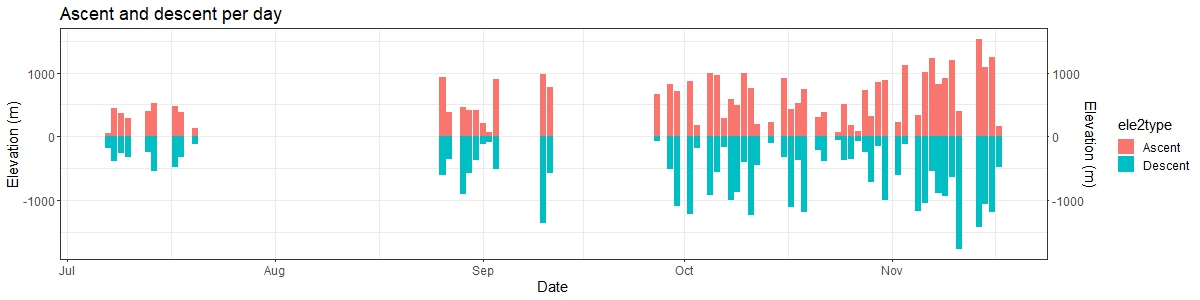 Ascent and descent per day
Elevation (m)
1000
0
-1000
1000
0
-1000
Elevation (m)
Jul
Aug
Sep
Oct
Nov
Date
ele2type
Ascent
Descent